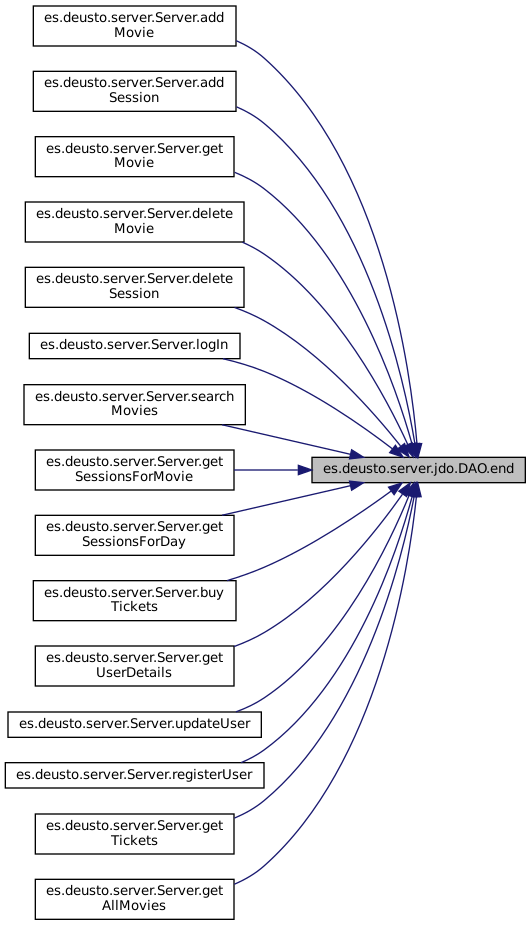 es.deusto.server.Server.add
Movie
es.deusto.server.Server.add
Session
es.deusto.server.Server.get
Movie
es.deusto.server.Server.delete
Movie
es.deusto.server.Server.delete
Session
es.deusto.server.Server.logIn
es.deusto.server.Server.search
Movies
es.deusto.server.Server.get
SessionsForMovie
es.deusto.server.jdo.DAO.end
es.deusto.server.Server.get
SessionsForDay
es.deusto.server.Server.buy
Tickets
es.deusto.server.Server.get
UserDetails
es.deusto.server.Server.updateUser
es.deusto.server.Server.registerUser
es.deusto.server.Server.get
Tickets
es.deusto.server.Server.get
AllMovies